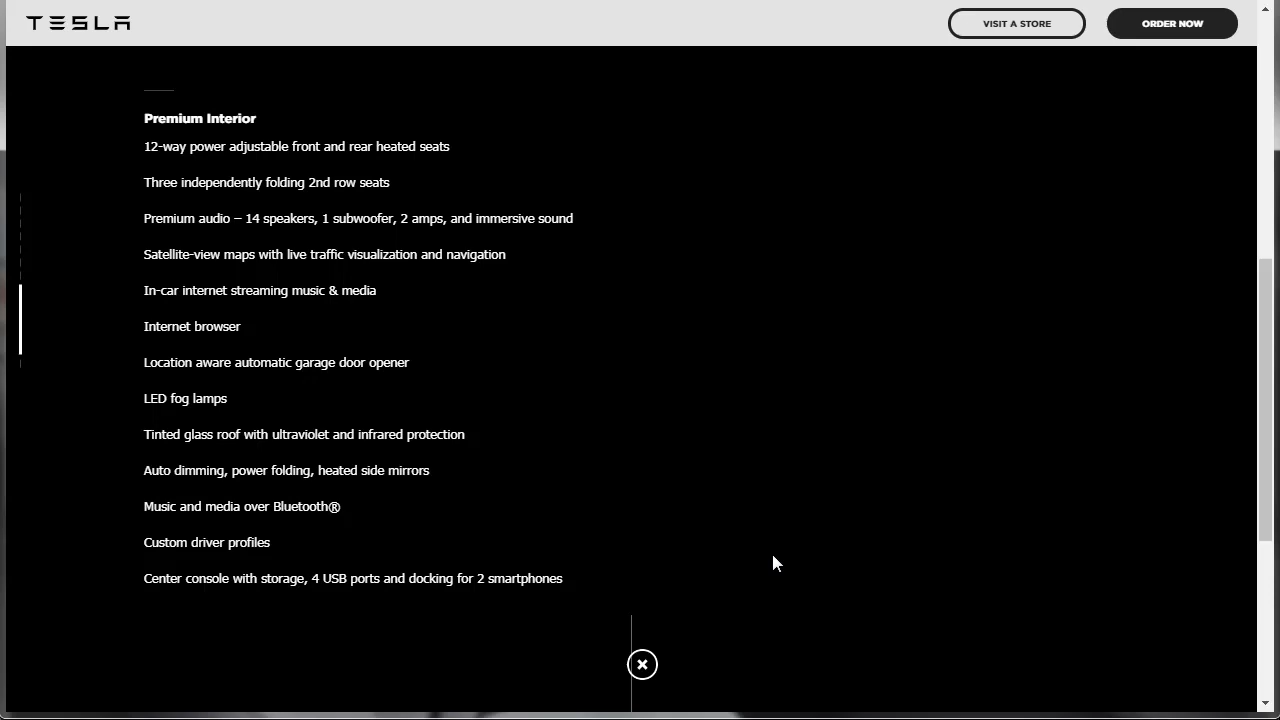 TESLA
VISIT A STORE
ORDER NOW
Premium Interior
12-way power adjustable front and rear heated seats
Three independently folding 2nd row seats
Premium audio – 14 speakers, 1 subwoofer, 2 amps, and immersive sound
Satellite-view maps with live traffic visualization and navigation
In-car internet streaming music & media
Internet browser
Location aware automatic garage door opener
LED fog lamps
Tinted glass roof with ultraviolet and infrared protection
Auto dimming, power folding, heated side mirrors
Music and media over Bluetooth®
Custom driver profiles
Center console with storage, 4 USB ports and docking for 2 smartphones